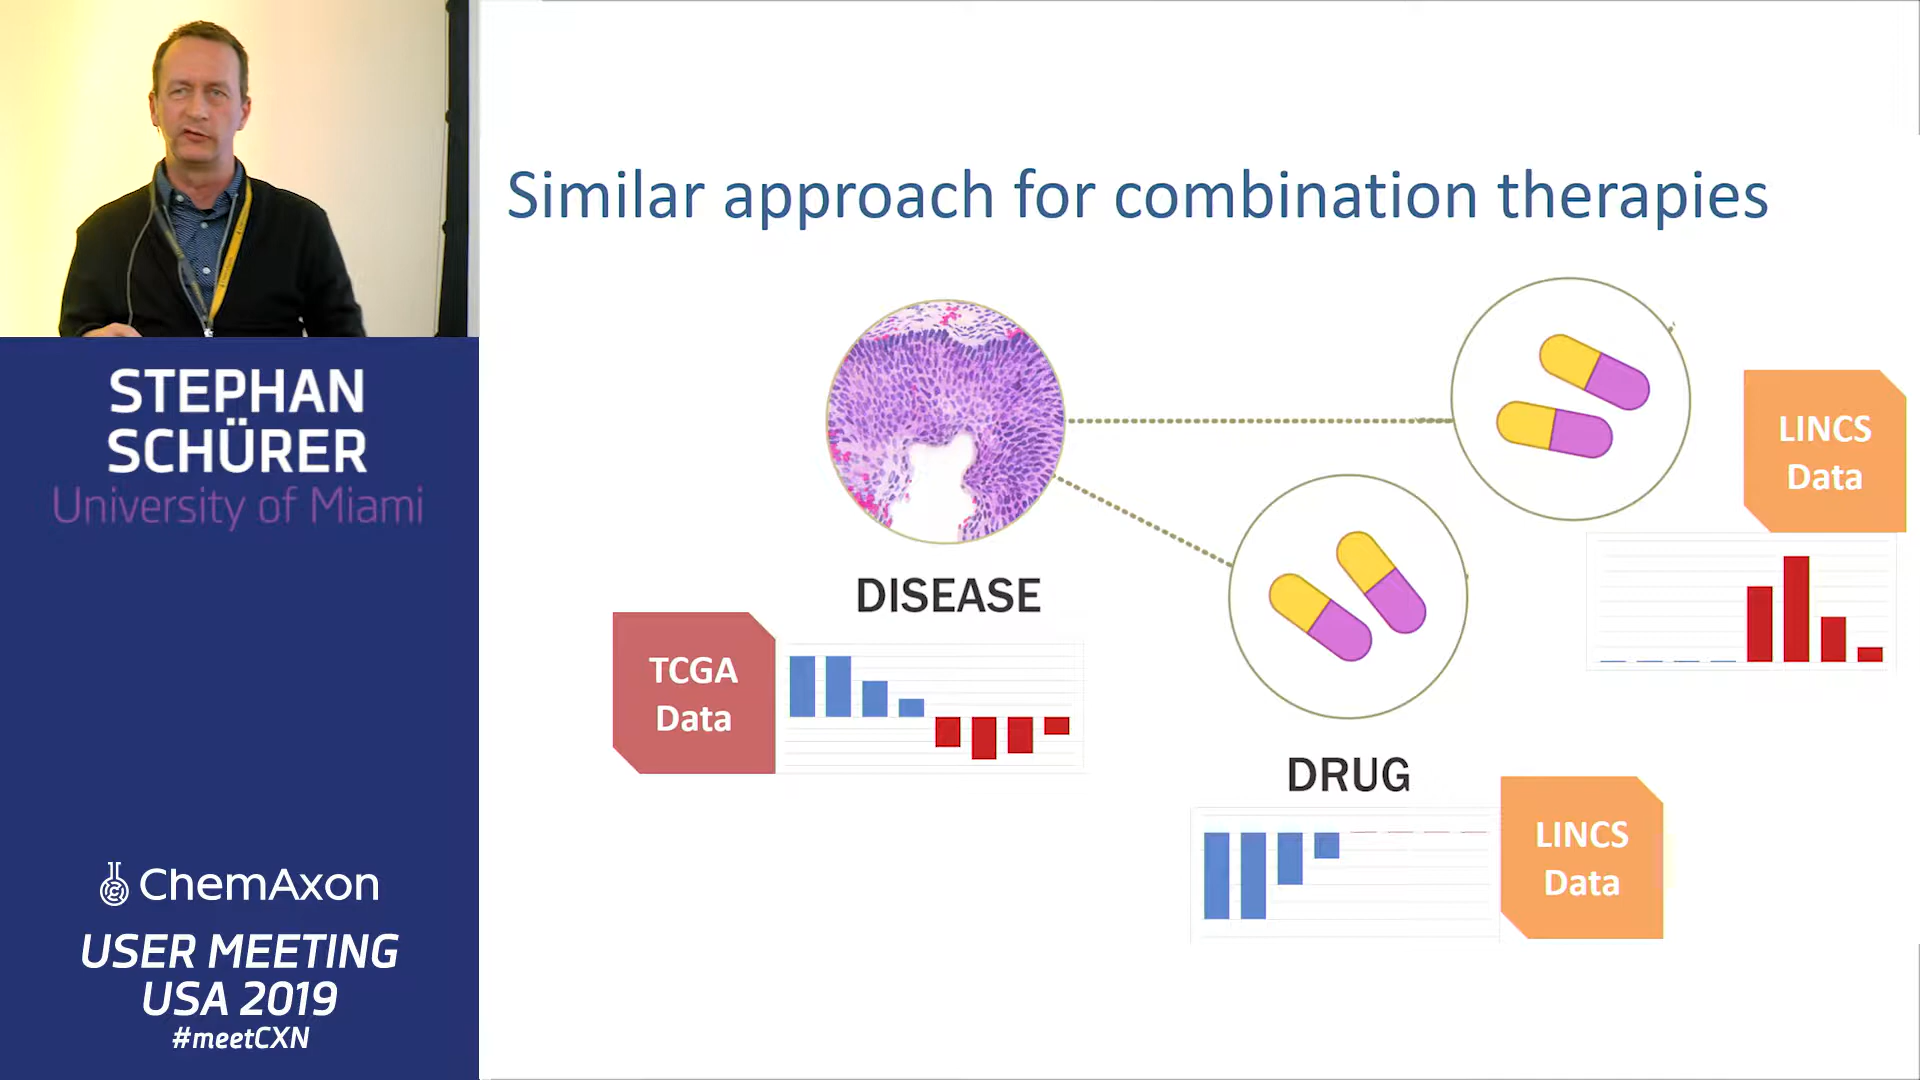 STEPHAN
SCHÜRER
University of Miami
ChemAxon
USER MEETING
USA 2019
#meetCXN
Similar approach for combination therapies
DISEASE
TCGA
Data
DRUG
LINCS
Data
LINCS
Data